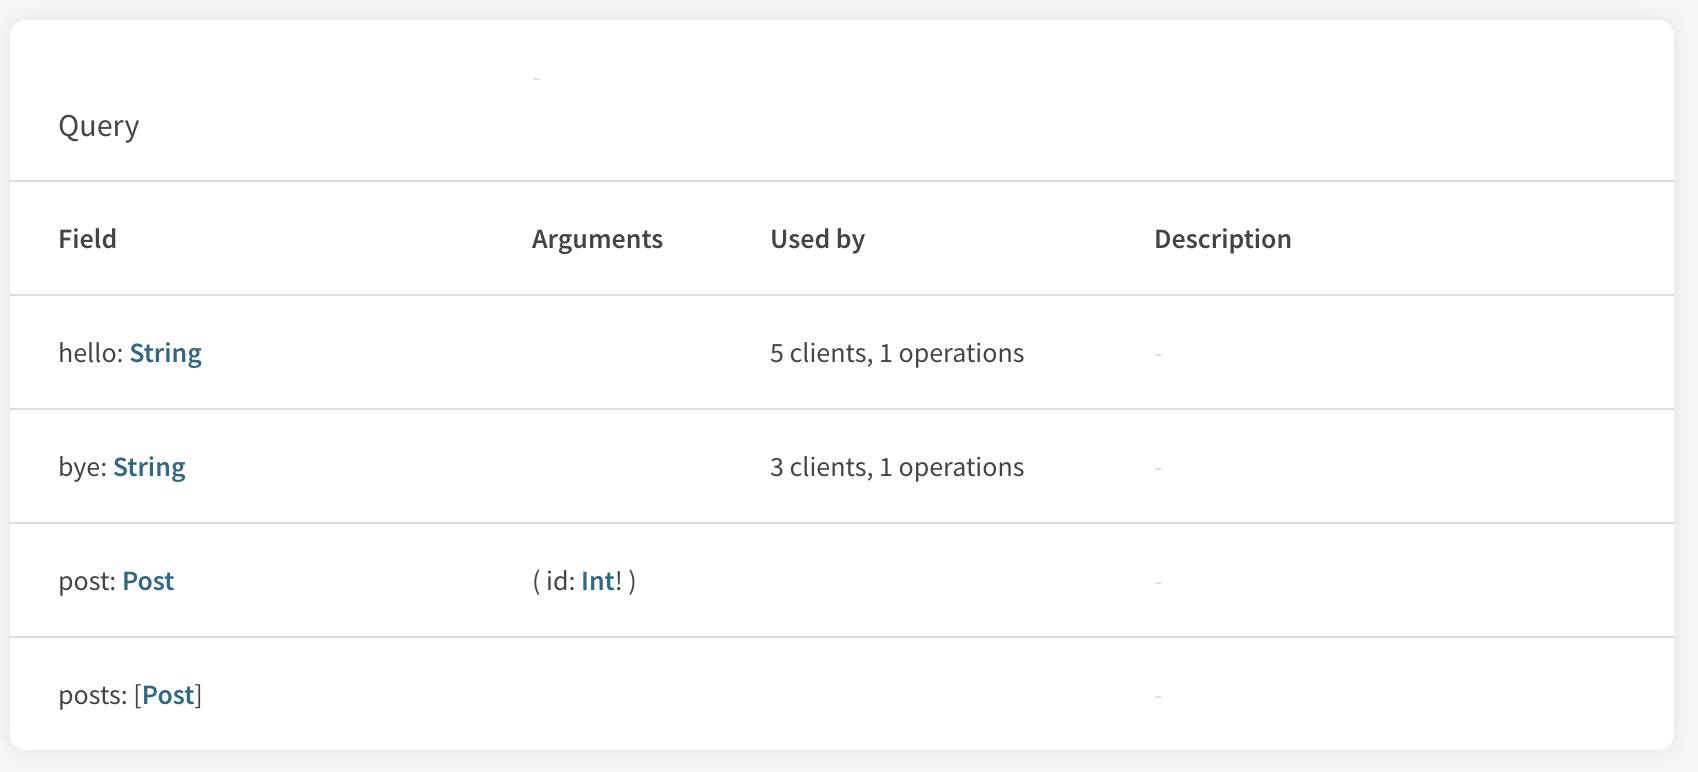 -
Query
Field Arguments Used by Description
hello: String 5 clients, 1 operations -
bye: String 3 clients, 1 operations -
post: Post ( id: Int! ) -
posts: [Post] -